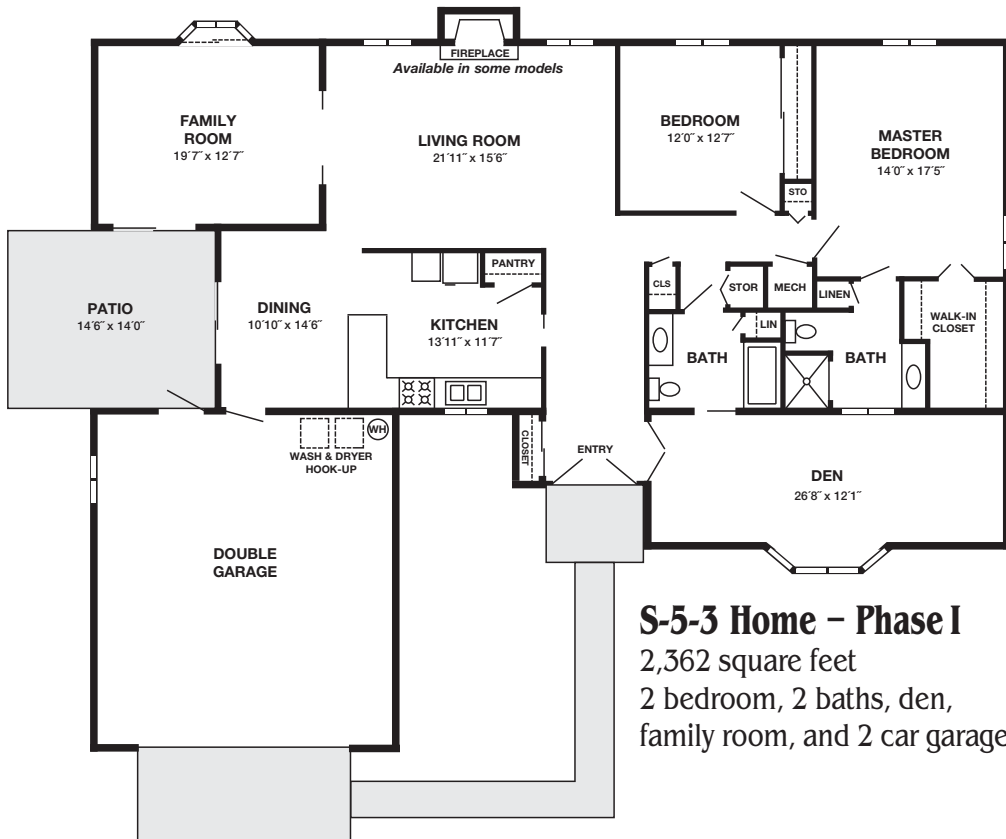 FIREPLACE
Available in some models
FAMILY
ROOM
19´7˝ x 12´7˝
LIVING ROOM
21´11˝ x 15´6˝
BEDROOM
12´0˝ x 12´7˝
MASTER
BEDROOM
14´0˝ x 17´5˝
STO
PATIO
14´6˝ x 14´0˝
DINING
10´10˝ x 14´6˝
PANTRY
KITCHEN
13´11˝ x 11´7˝
CLS
STOR
MECH
LINEN
LIN
BATH
BATH
WALK-IN
CLOSET
WH
WASH & DRYER
HOOK-UP
CLOSET
ENTRY
DEN
26´8˝ x 12´1˝
DOUBLE
GARAGE
S-5-3 Home – Phase I
2,362 square feet
2 bedroom, 2 baths, den,
family room, and 2 car garage